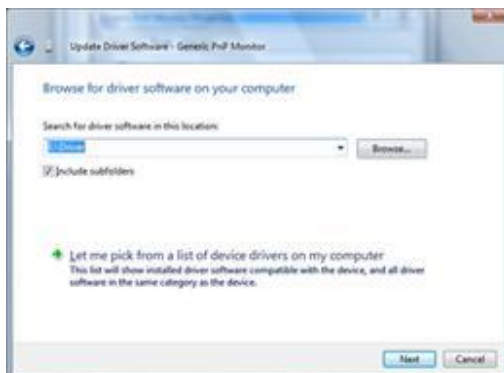 Update Driver Software - Generic PnP Monitor
Browse for driver software on your computer
Search for driver software in this location:
Browse...
Include subfolders
Let me pick from a list of device drivers on my computer
This list will show installed driver software compatible with the device, and all driver
software in the same category as the device.
Next
Cancel